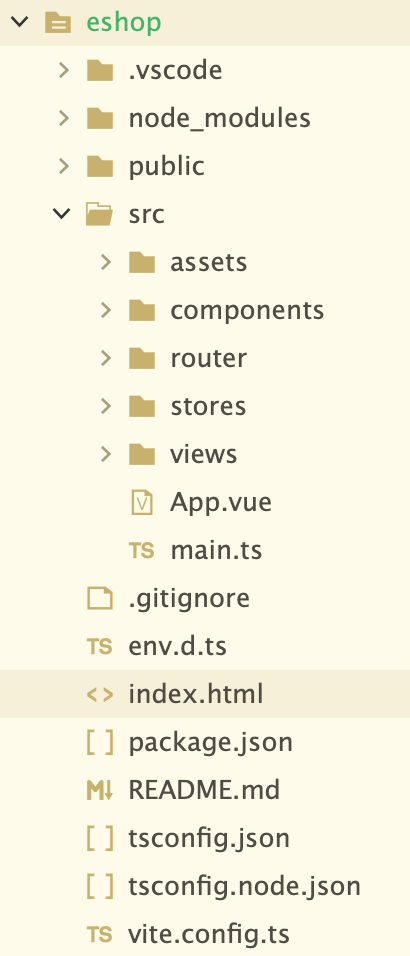 eshop
.vscode
node_modules
public
src
assets
components
router
stores
views
V App.vue
TS main.ts
.gitignore
TS env.d.ts
<> index.html
[ ] package.json
M↓ README.md
[ ] tsconfig.json
[ ] tsconfig.node.json
TS vite.config.ts